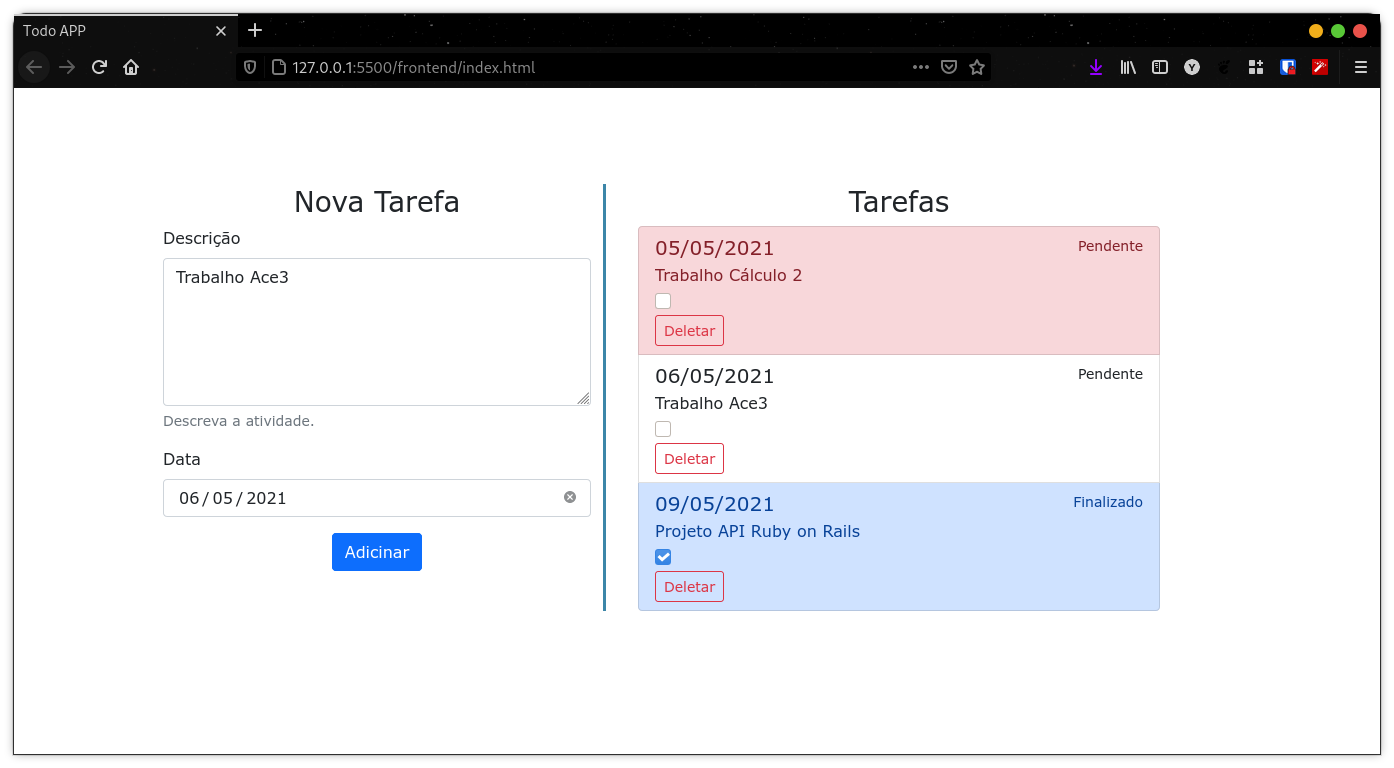 Todo APP
127.0.0.1:5500/frontend/index.html
Nova Tarefa
Descrição
Trabalho Ace3
Descreva a atividade.
Data
06/05/2021
Adicinar
Tarefas
05/05/2021
Pendente
Trabalho Cálculo 2
Deletar
06/05/2021
Pendente
Trabalho Ace3
Deletar
09/05/2021
Finalizado
Projeto API Ruby on Rails
Deletar